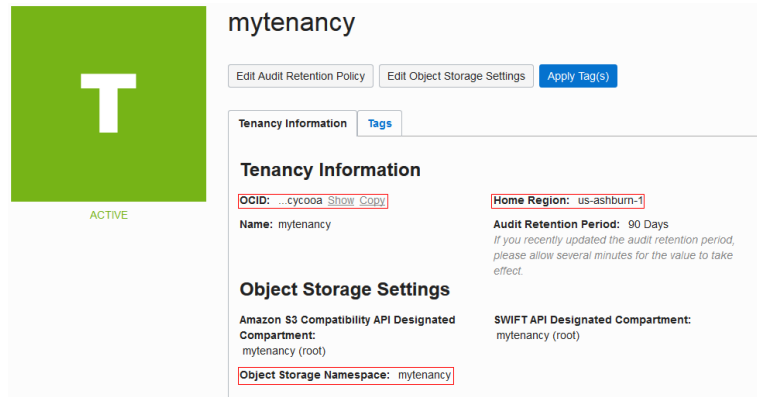 mytenancy
Edit Audit Retention Policy
Edit Object Storage Settings
Apply Tag(s)
T
ACTIVE
Tenancy Information
Tags
Tenancy Information
OCID: ...cycooa Show Copy
Home Region: us-ashburn-1
Name: mytenancy
Audit Retention Period: 90 Days
If you recently updated the audit retention period,
please allow several minutes for the value to take
effect.
Object Storage Settings
Amazon S3 Compatibility API Designated
Compartment:
mytenancy (root)
SWIFT API Designated Compartment:
mytenancy (root)
Object Storage Namespace: mytenancy